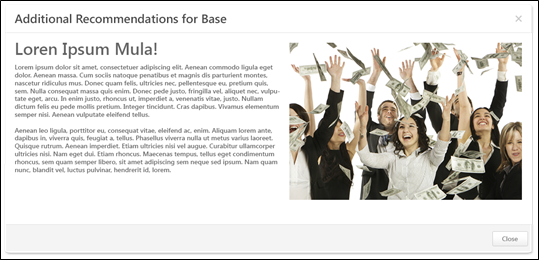 Additional Recommendations for Base
×
Loren Ipsum Mula!
Lorem ipsum dolor sit amet, consectetuer adipiscing elit. Aenean commodo ligula eget
dolor. Aenean massa. Cum sociis natoque penatibus et magnis dis parturient montes,
nascetur ridiculus mus. Donec quam felis, ultricies nec, pellentesque eu, pretium quis,
sem. Nulla consequat massa quis enim. Donec pede justo, fringilla vel, aliquet nec, vulpu-
tate eget, arcu. In enim justo, rhoncus ut, imperdiet a, venenatis vitae, justo. Nullam
dictum felis eu pede mollis pretium. Integer tincidunt. Cras dapibus. Vivamus elementum
semper nisi. Aenean vulputate eleifend tellus.
Aenean leo ligula, porttitor eu, consequat vitae, eleifend ac, enim. Aliquam lorem ante,
dapibus in, viverra quis, feugiat a, tellus. Phasellus viverra nulla ut metus varius laoreet.
Quisque rutrum. Aenean imperdiet. Etiam ultricies nisi vel augue. Curabitur ullamcorper
ultricies nisi. Nam eget dui. Etiam rhoncus. Maecenas tempus, tellus eget condimentum
rhoncus, sem quam semper libero, sit amet adipiscing sem neque sed ipsum. Nam quam
nunc, blandit vel, luctus pulvinar, hendrerit id, lorem.
Close